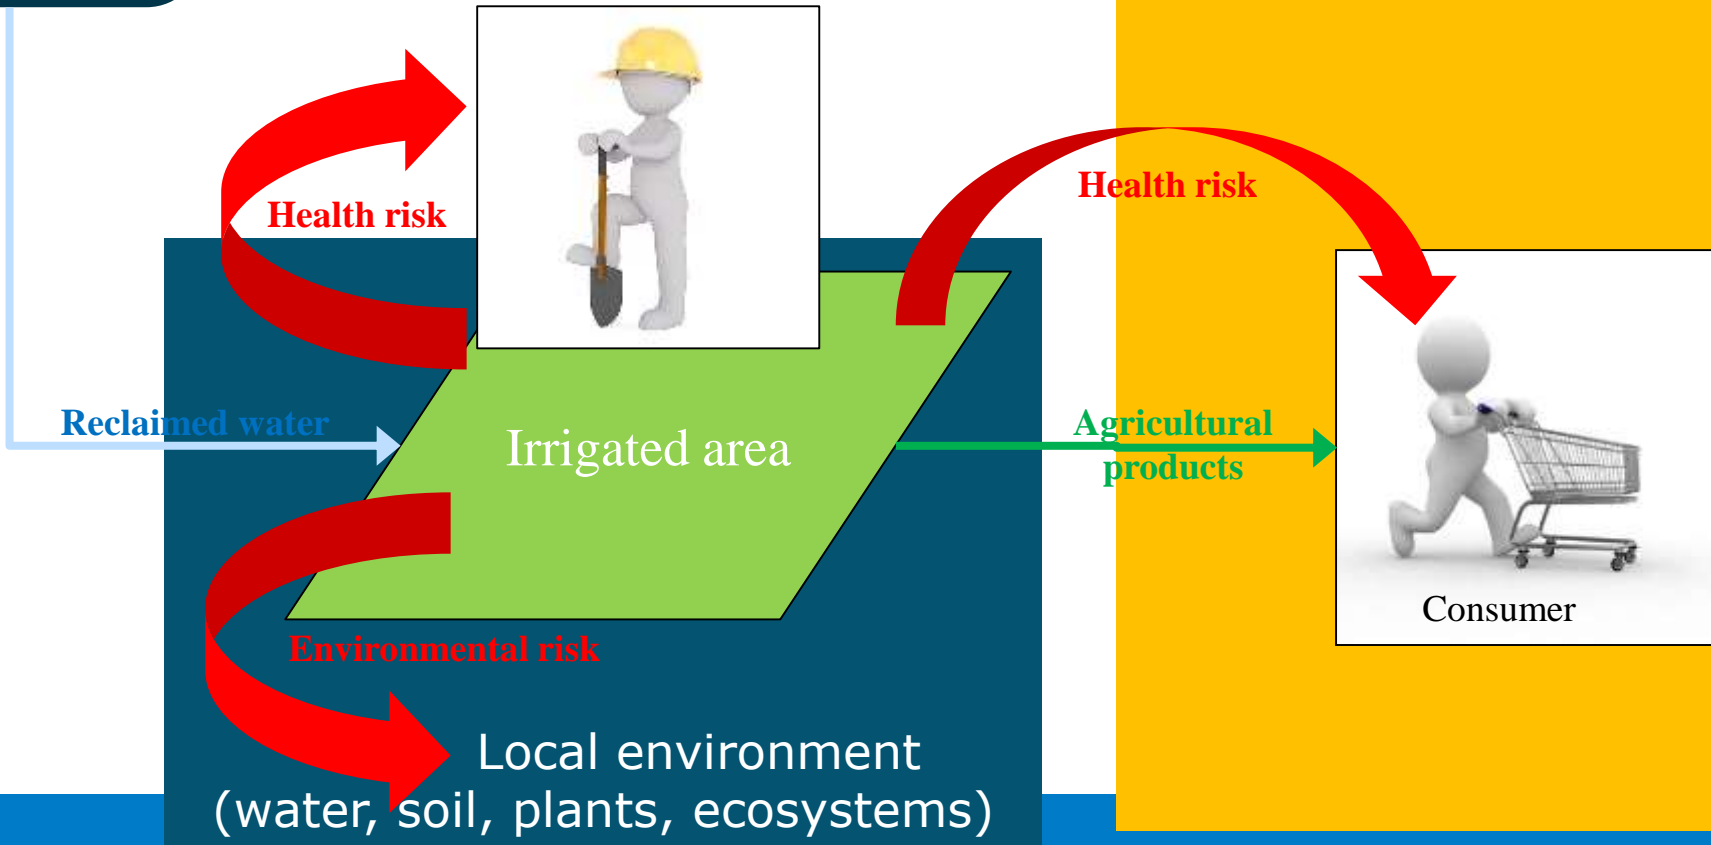 Health risk
Health risk
Reclaimed water
Irrigated area
Agricultural
products
Consumer
Environmental risk
Local environment
(water, soil, plants, ecosystems)